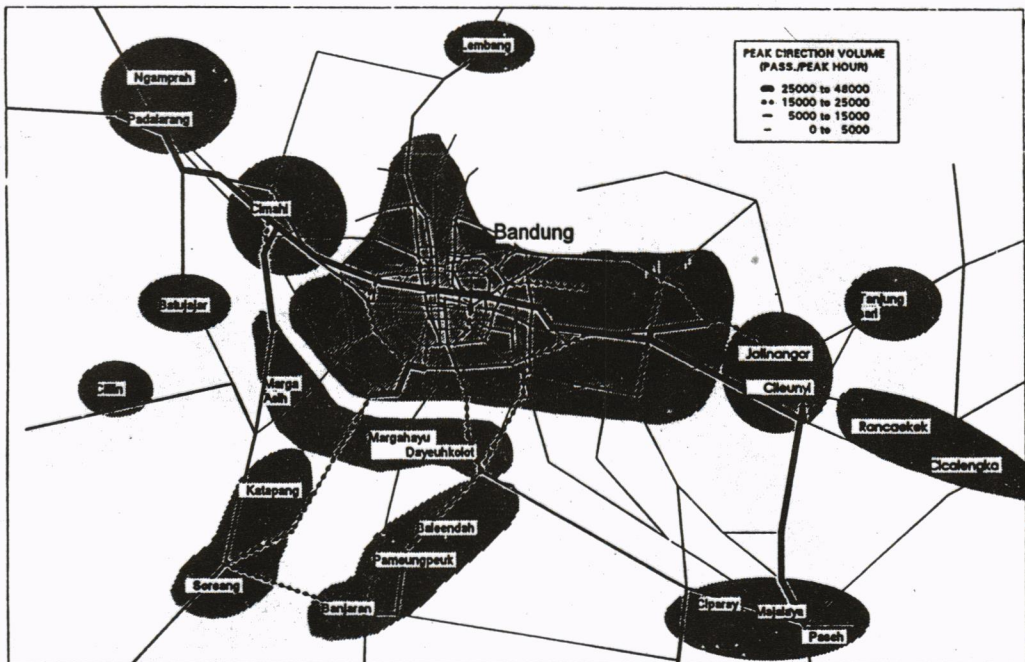 Lembang
PEAK DIRECTION VOLUME
(PASS./PEAK HOUR)
25000 to 48000
15000 to 25000
5000 to 15000
0 to 5000
Ngamprah
Padalarang
Cimahi
Bandung
Batujajar
Tanjung
sari
Jatinangor
Cileunyi
Cililin
Marga
Asih
Rancaekek
Margahayu
Dayeuhkolot
Cicalengka
Katapang
Baleendah
Pameungpeuk
Soreang
Banjaran
Ciparay
Majalaya
Paseh